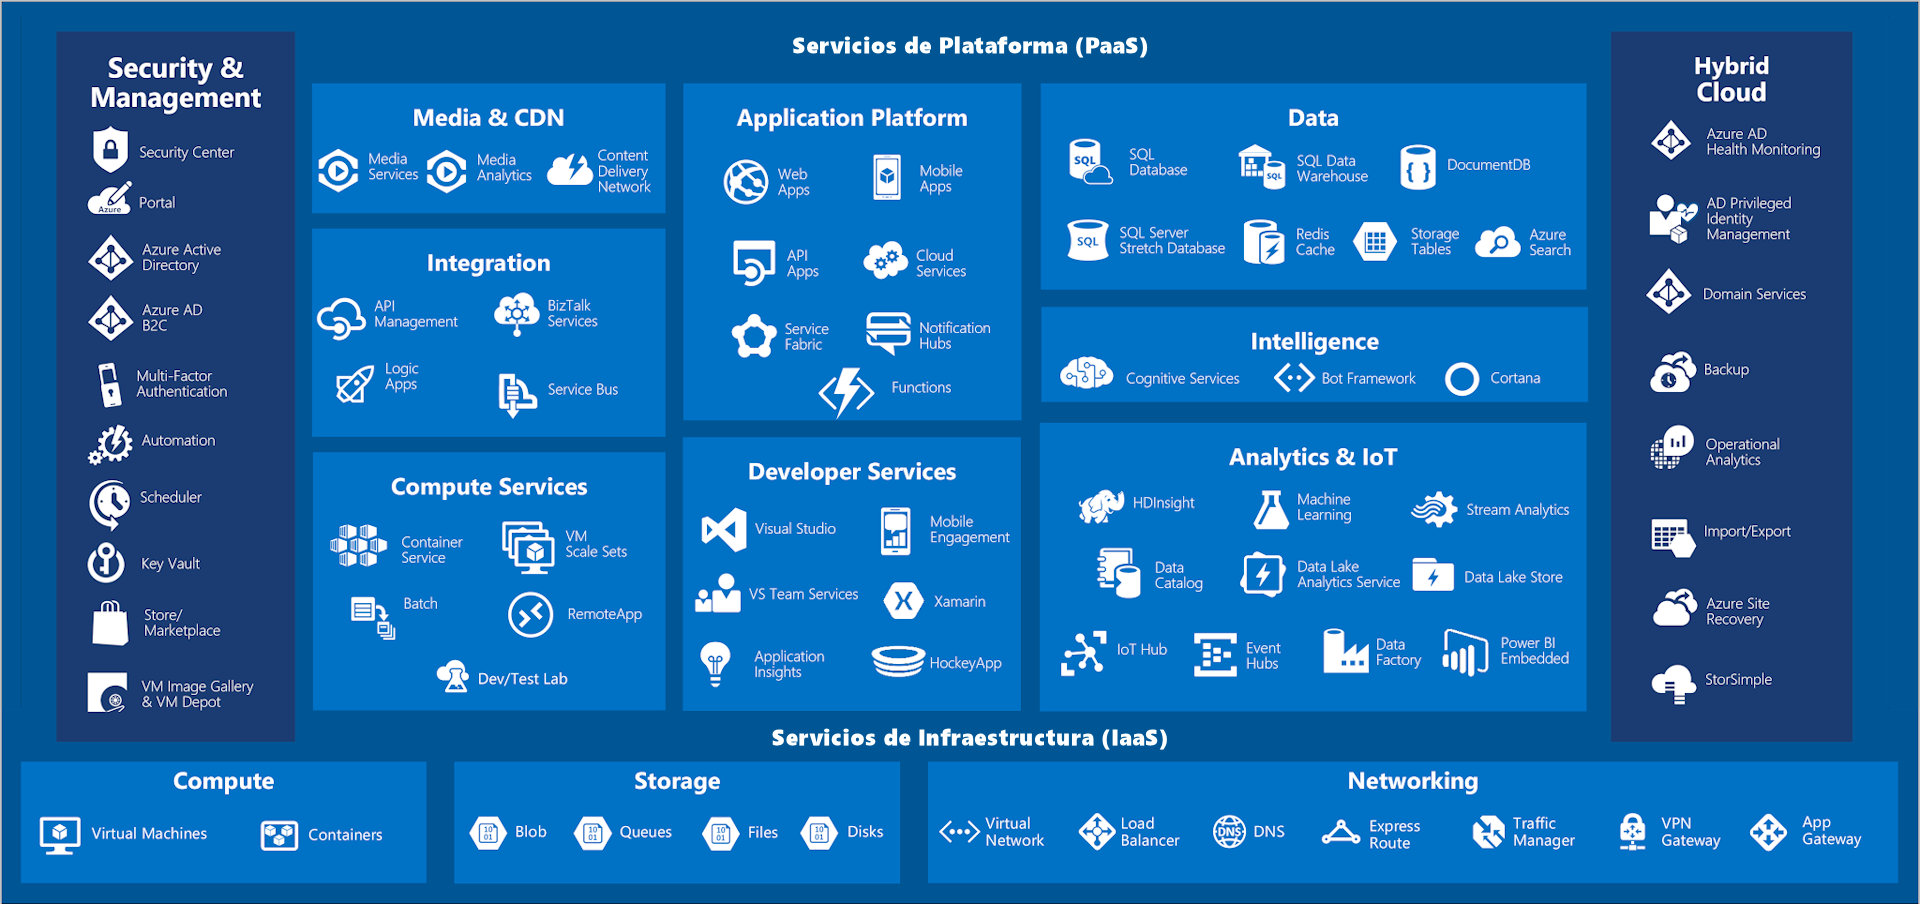 Servicios de Plataforma (PaaS)
Security &
Management
Security Center
Azure
Portal
Azure Active
Directory
Azure AD
B2C
Multi-Factor
Authentication
Automation
Scheduler
Key Vault
Store/
Marketplace
VM Image Gallery
& VM Depot
Media & CDN
Media
Services
Media
Analytics
Content
Delivery
Network
Integration
API
Management
BizTalk
Services
Logic
Apps
Service Bus
Compute Services
Container
Service
VM
Scale Sets
Batch
RemoteApp
Dev/Test Lab
Application Platform
Web
Apps
Mobile
Apps
API
Apps
Cloud
Services
Service
Fabric
Notification
Hubs
Functions
Developer Services
Visual Studio
Mobile
Engagement
VS Team Services
Xamarin
Application
Insights
HockeyApp
Data
SQL
SQL
Database
SQL
SQL Data
Warehouse
{ }
DocumentDB
SQL
SQL Server
Stretch Database
Redis
Cache
Storage
Tables
Azure
Search
Intelligence
Cognitive Services
Bot Framework
Cortana
Analytics & IoT
HDInsight
Machine
Learning
Stream Analytics
Data
Catalog
Data Lake
Analytics Service
Data Lake Store
IoT Hub
Event
Hubs
Data
Factory
Power BI
Embedded
Hybrid
Cloud
Azure AD
Health Monitoring
AD Privileged
Identity
Management
Domain Services
Backup
Operational
Analytics
Import/Export
Azure Site
Recovery
StorSimple
Servicios de Infraestructura (IaaS)
Compute
Virtual Machines
Containers
Storage
10
01
Blob
10
01
Queues
10
01
Files
10
01
Disks
Networking
Virtual
Network
Load
Balancer
DNS
DNS
Express
Route
Traffic
Manager
VPN
Gateway
App
Gateway